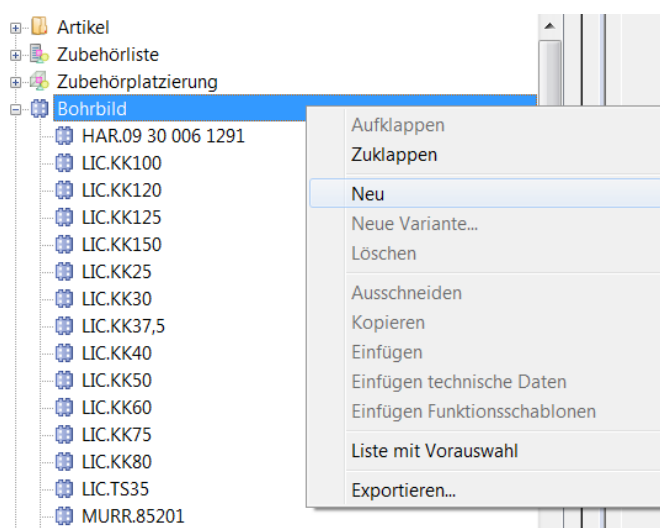 Artikel
Zubehörliste
Zubehörplatzierung
Bohrbild
HAR.09 30 006 1291
LIC.KK100
LIC.KK120
LIC.KK125
LIC.KK150
LIC.KK25
LIC.KK30
LIC.KK37,5
LIC.KK40
LIC.KK50
LIC.KK60
LIC.KK75
LIC.KK80
LIC.TS35
MURR.85201
Aufklappen
Zuklappen
Neu
Neue Variante...
Löschen
Ausschneiden
Kopieren
Einfügen
Einfügen technische Daten
Einfügen Funktionsschablonen
Liste mit Vorauswahl
Exportieren...